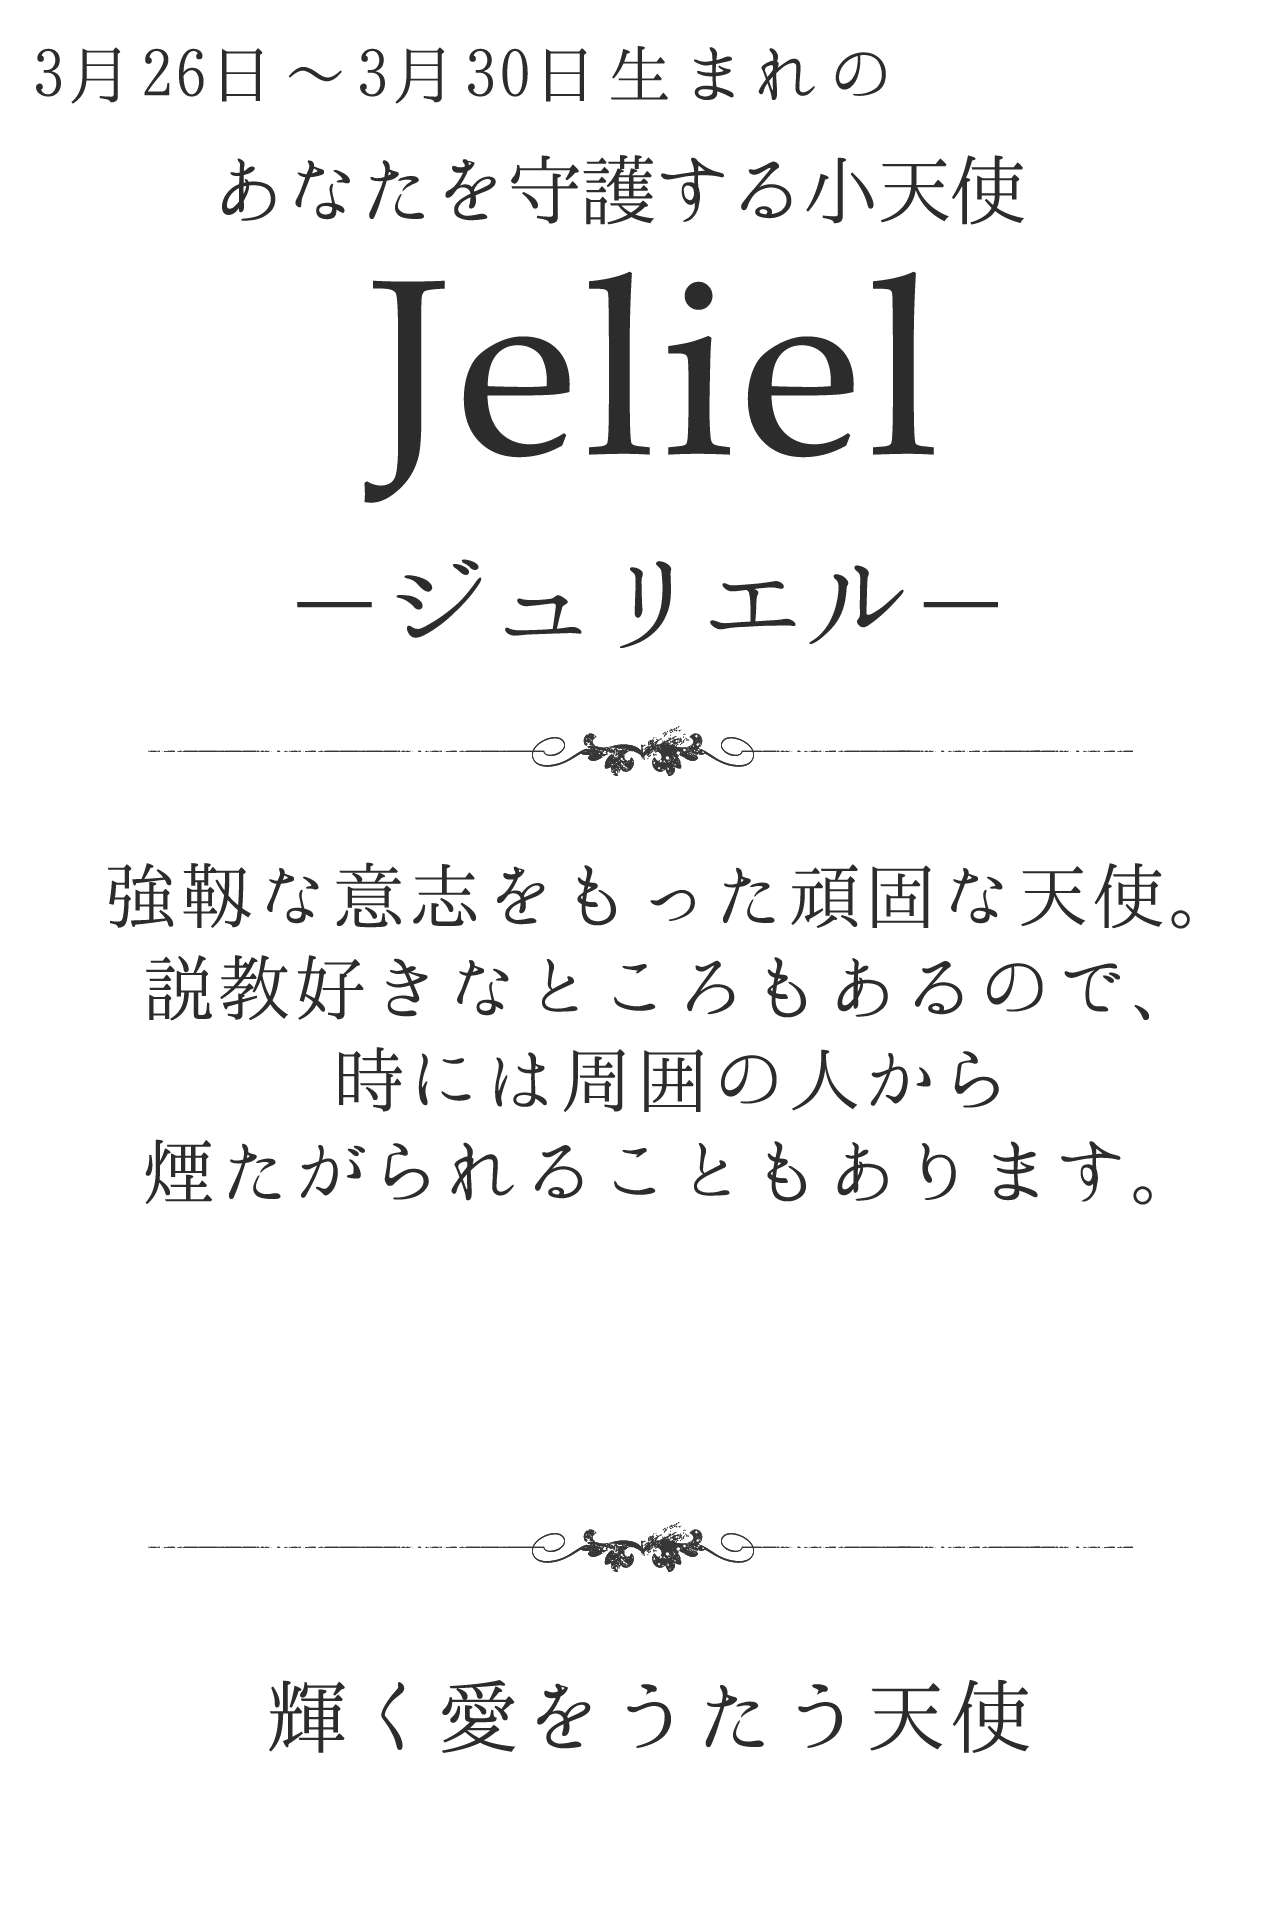 3月26日～3月30日生まれの
あなたを守護する小天使
Jeliel
－ジュリエル－
強靱な意志をもった頑固な天使。
説教好きなところもあるので、
時には周囲の人から
煙たがられることもあります。
輝く愛をうたう天使